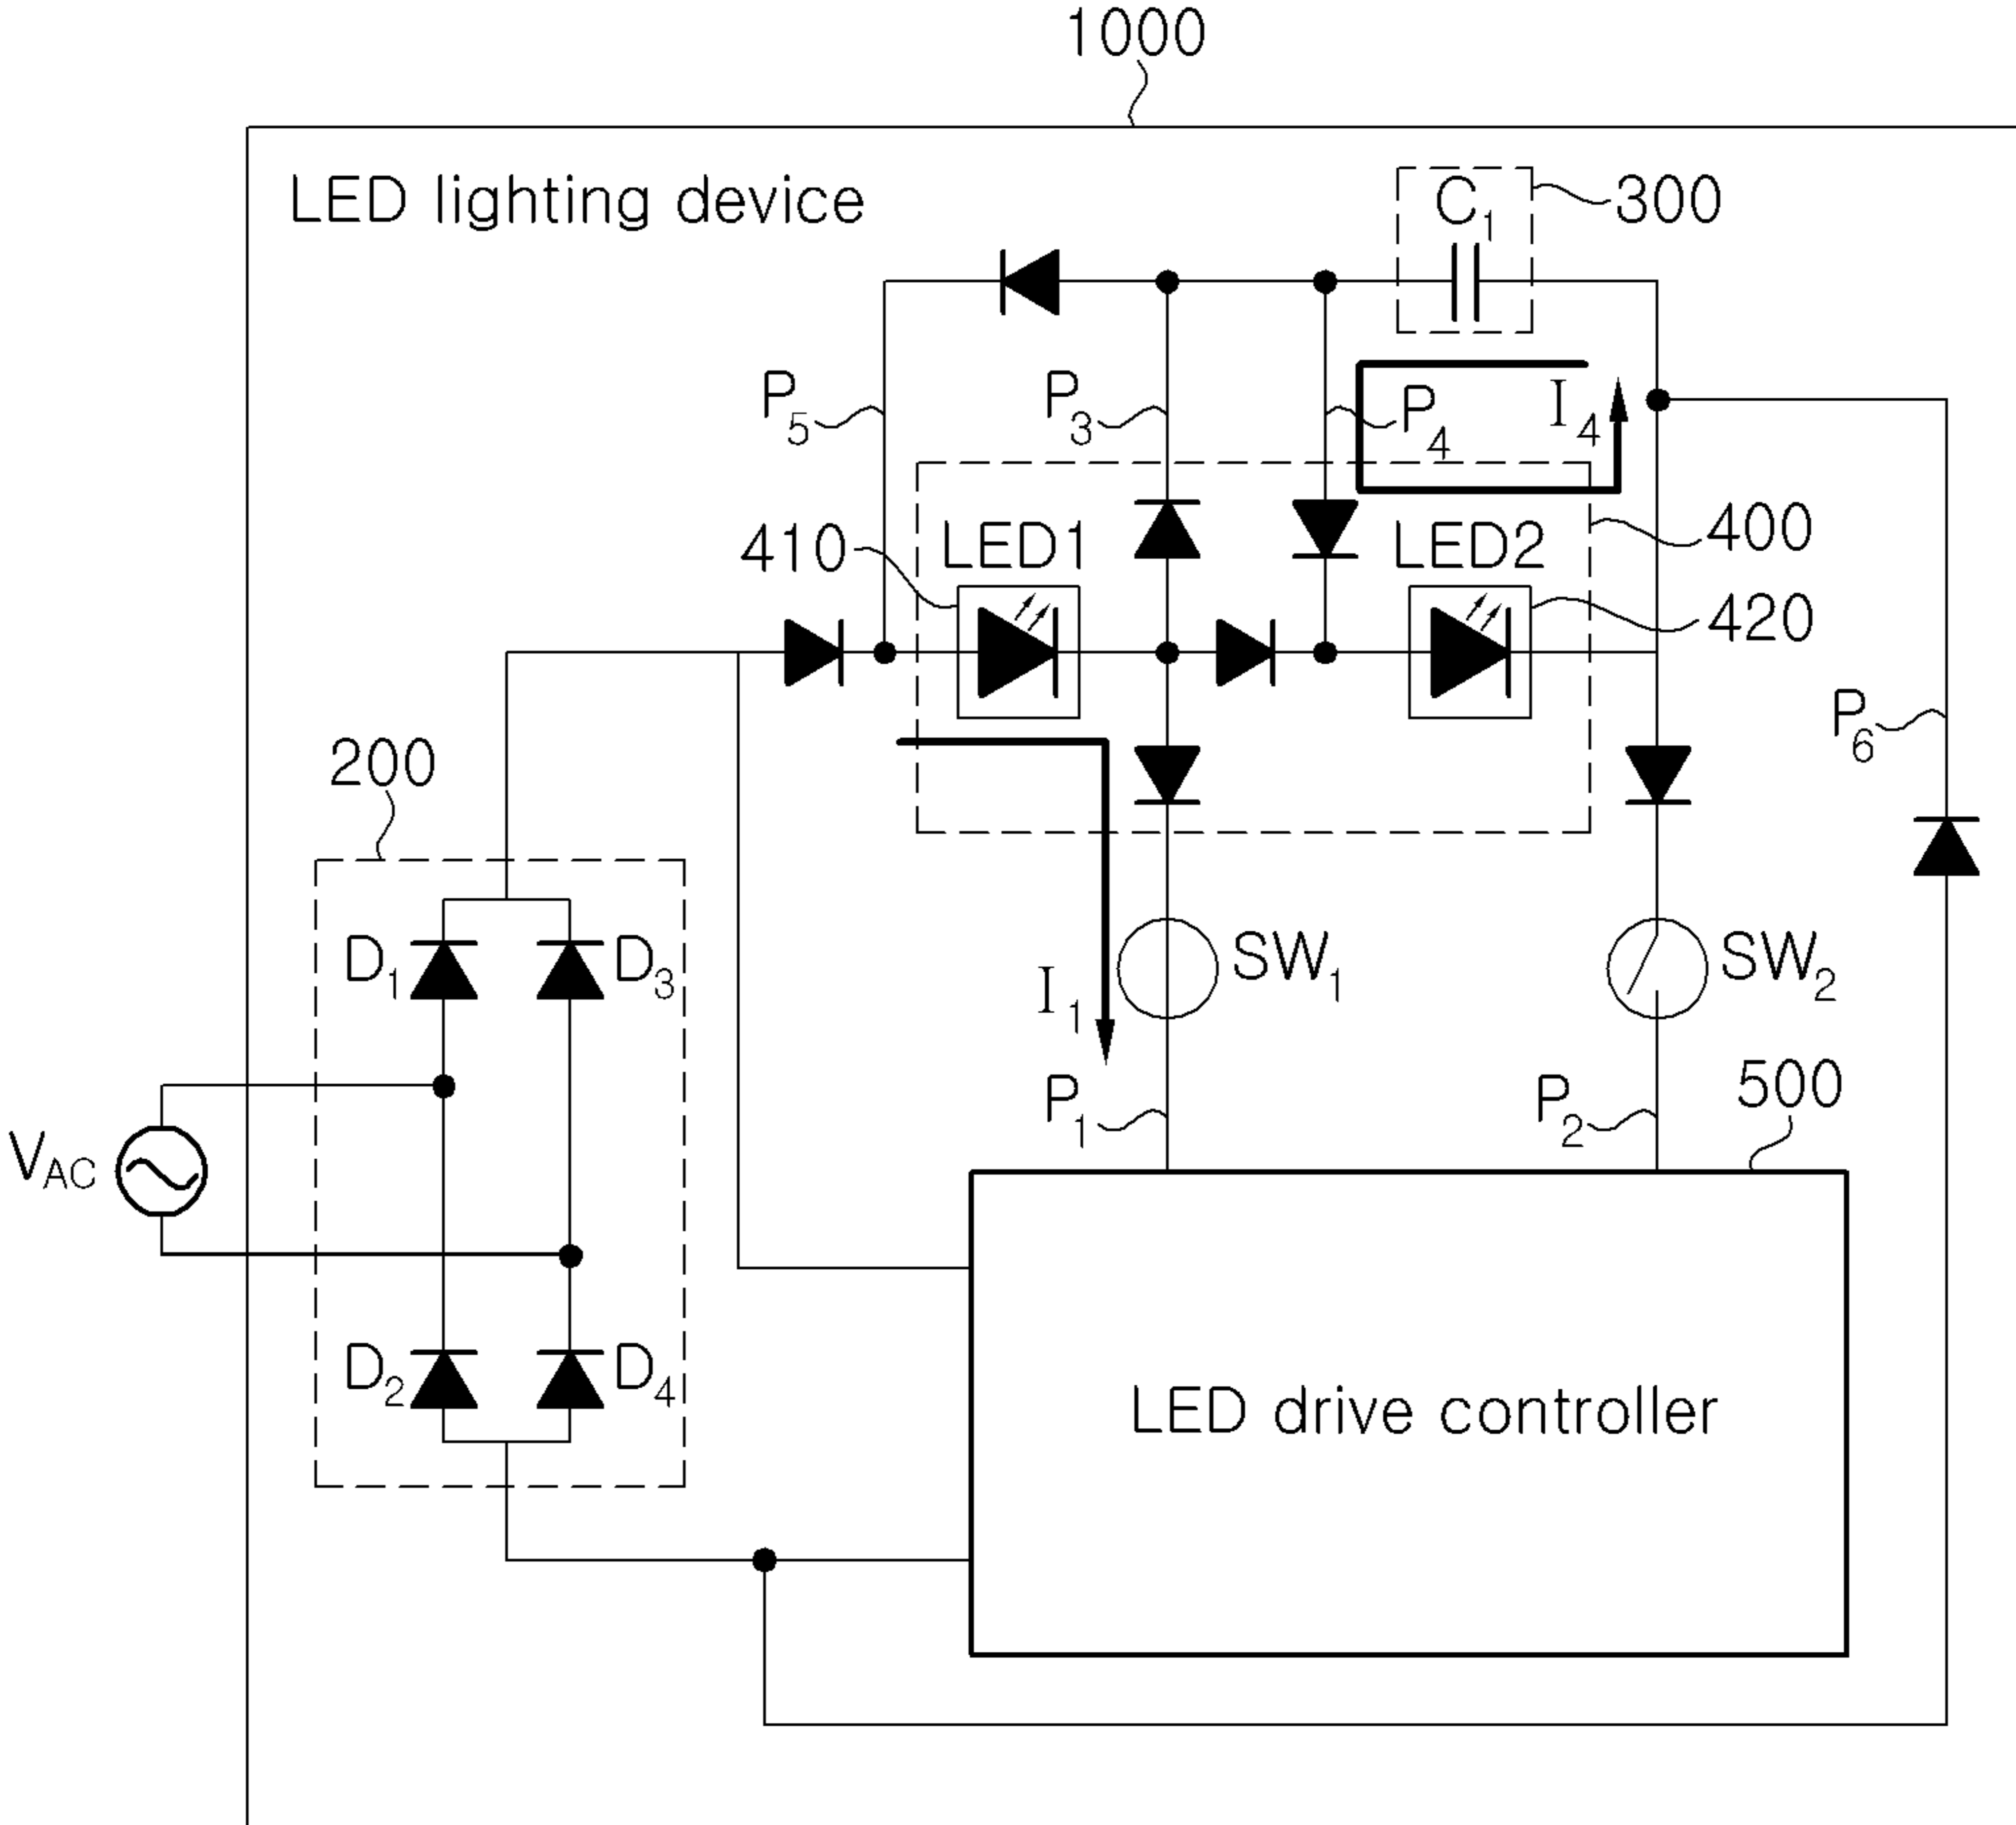 1000
LED lighting device
C1
300
P5
P3
P4
I4
410
LED1
LED2
400
420
P6
200
D1
D3
SW1
SW2
I1
P1
P2
500
VAC
D2
D4
LED drive controller